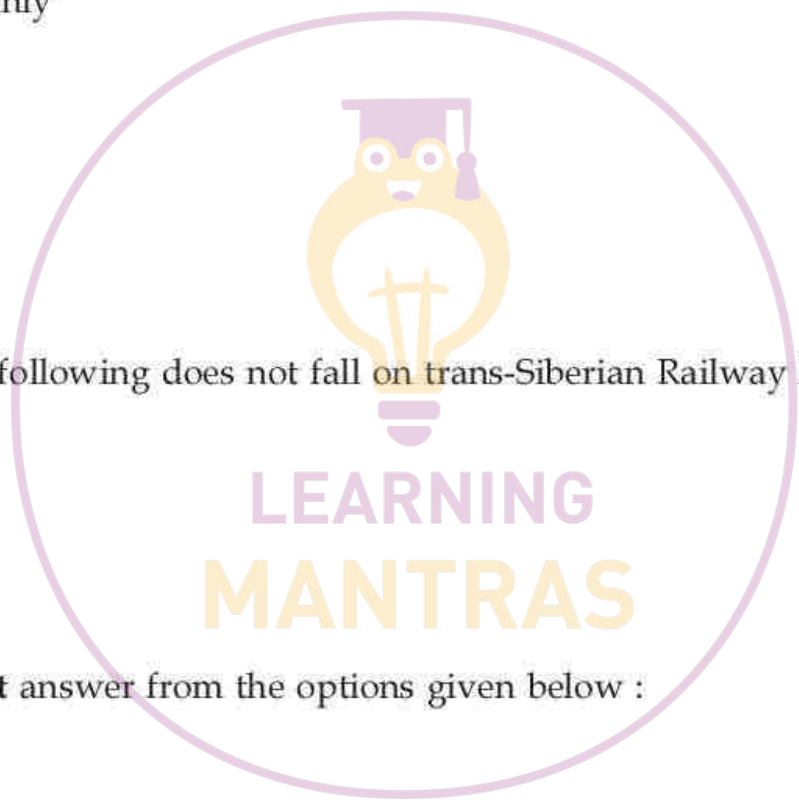 following does not fall on trans-Siberian Railway
LEARNING
MANTRAS
answer from the options given below :